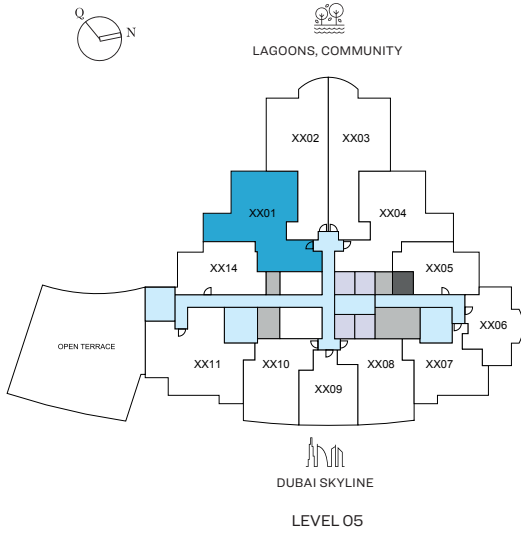 Q
N
LAGOONS, COMMUNITY
XX02
XX03
XX01
XX04
XX14
XX05
XX06
OPEN TERRACE
XX11
XX10
XX08
XX07
XX09
DUBAI SKYLINE
LEVEL 05